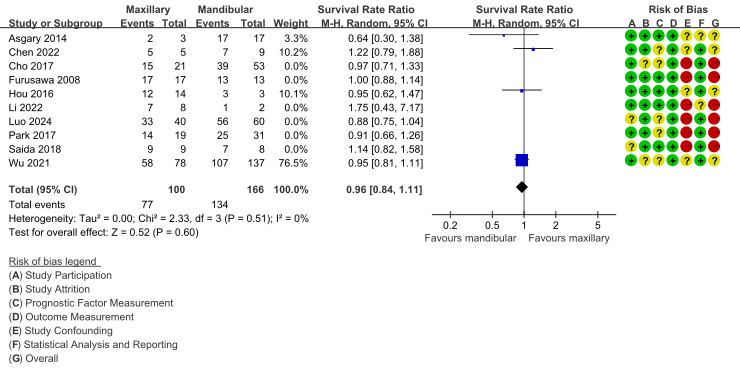 Maxillary Mandibular Survival Rate Ratio Survival Rate Ratio Risk of Bias
Study or Subgroup Events Total Events Total Weight M-H, Random, 95% CI M-H, Random, 95% CI A B C D E F G
Asgary 2014 2 3 17 17 3.3% 0.64 [0.30, 1.38] + + + + ? ? ?
Chen 2022 5 5 7 9 10.2% 1.22 [0.79, 1.88] + + ? + + ? ?
Cho 2017 15 21 39 53 0.0% 0.97 [0.71, 1.33] + ? ? + - + -
Furusawa 2008 17 17 13 13 0.0% 1.00 [0.88, 1.14] + + + + - - -
Hou 2016 12 14 3 3 10.1% 0.95 [0.62, 1.47] + + + + ? + ?
Li 2022 7 8 1 2 0.0% 1.75 [0.43, 7.17] + + + + - ? -
Luo 2024 33 40 56 60 0.0% 0.88 [0.75, 1.04] ? + ? + - + -
Park 2017 14 19 25 31 0.0% 0.91 [0.66, 1.26] + + ? + - + -
Saida 2018 9 9 7 8 0.0% 1.14 [0.82, 1.58] ? + + + - + -
Wu 2021 58 78 107 137 76.5% 0.95 [0.81, 1.11] + ? ? + + + ?
Total (95% CI) 100 166 100.0% 0.96 [0.84, 1.11]
Total events 77 134
Heterogeneity: Tau² = 0.00; Chi² = 2.33, df = 3 (P = 0.51); I² = 0%
Test for overall effect: Z = 0.52 (P = 0.60)
0.2 0.5 1 2 5
Favours mandibular Favours maxillary
Risk of bias legend
(A) Study Participation
(B) Study Attrition
(C) Prognostic Factor Measurement
(D) Outcome Measurement
(E) Study Confounding
(F) Statistical Analysis and Reporting
(G) Overall